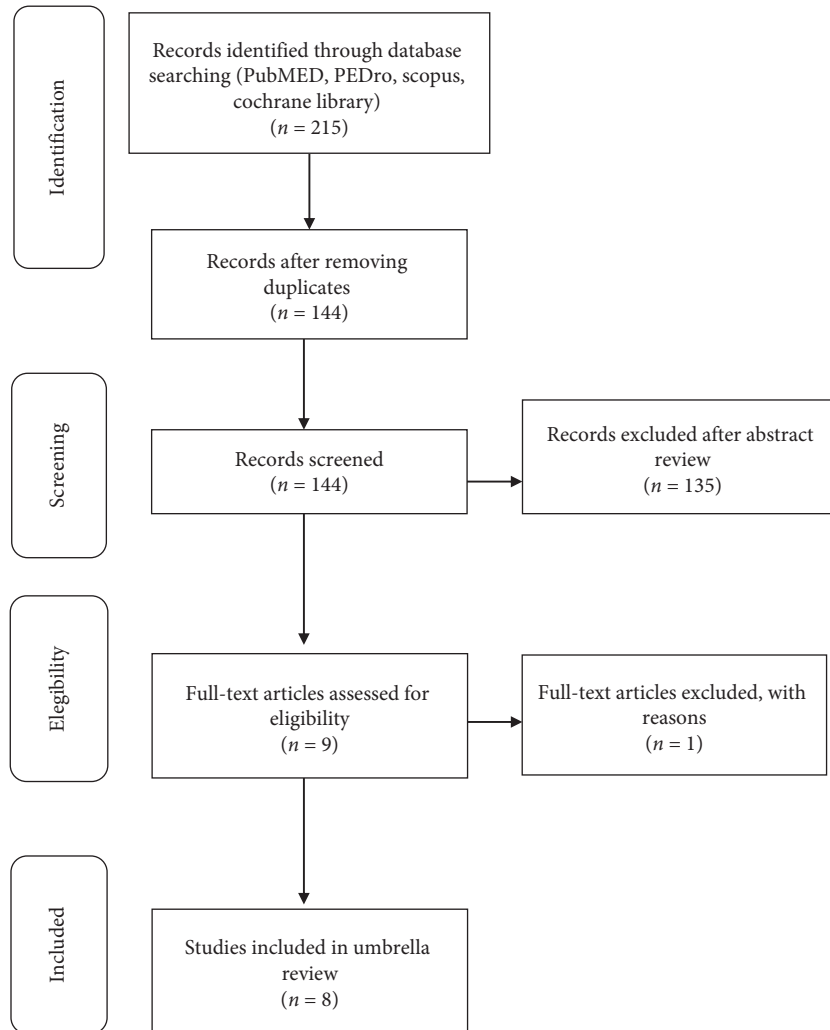 Identification
Records identified through database
searching (PubMED, PEDro, scopus,
cochrane library)
(n = 215)
Records after removing
duplicates
(n = 144)
Screening
Records screened
(n = 144)
Records excluded after abstract
review
(n = 135)
Elegibility
Full-text articles assessed for
eligibility
(n = 9)
Full-text articles excluded, with
reasons
(n = 1)
Included
Studies included in umbrella
review
(n = 8)